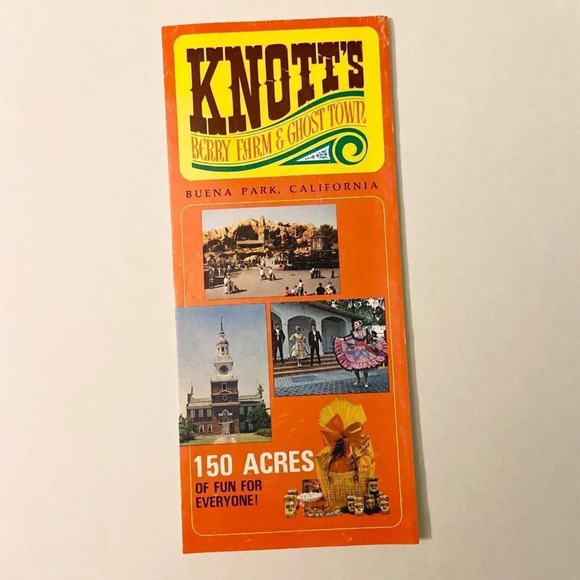 KNOTT'S
BERRY FARM & GHOST TOWN
BUENA PARK, CALIFORNIA
150 ACRES
OF FUN FOR
EVERYONE!